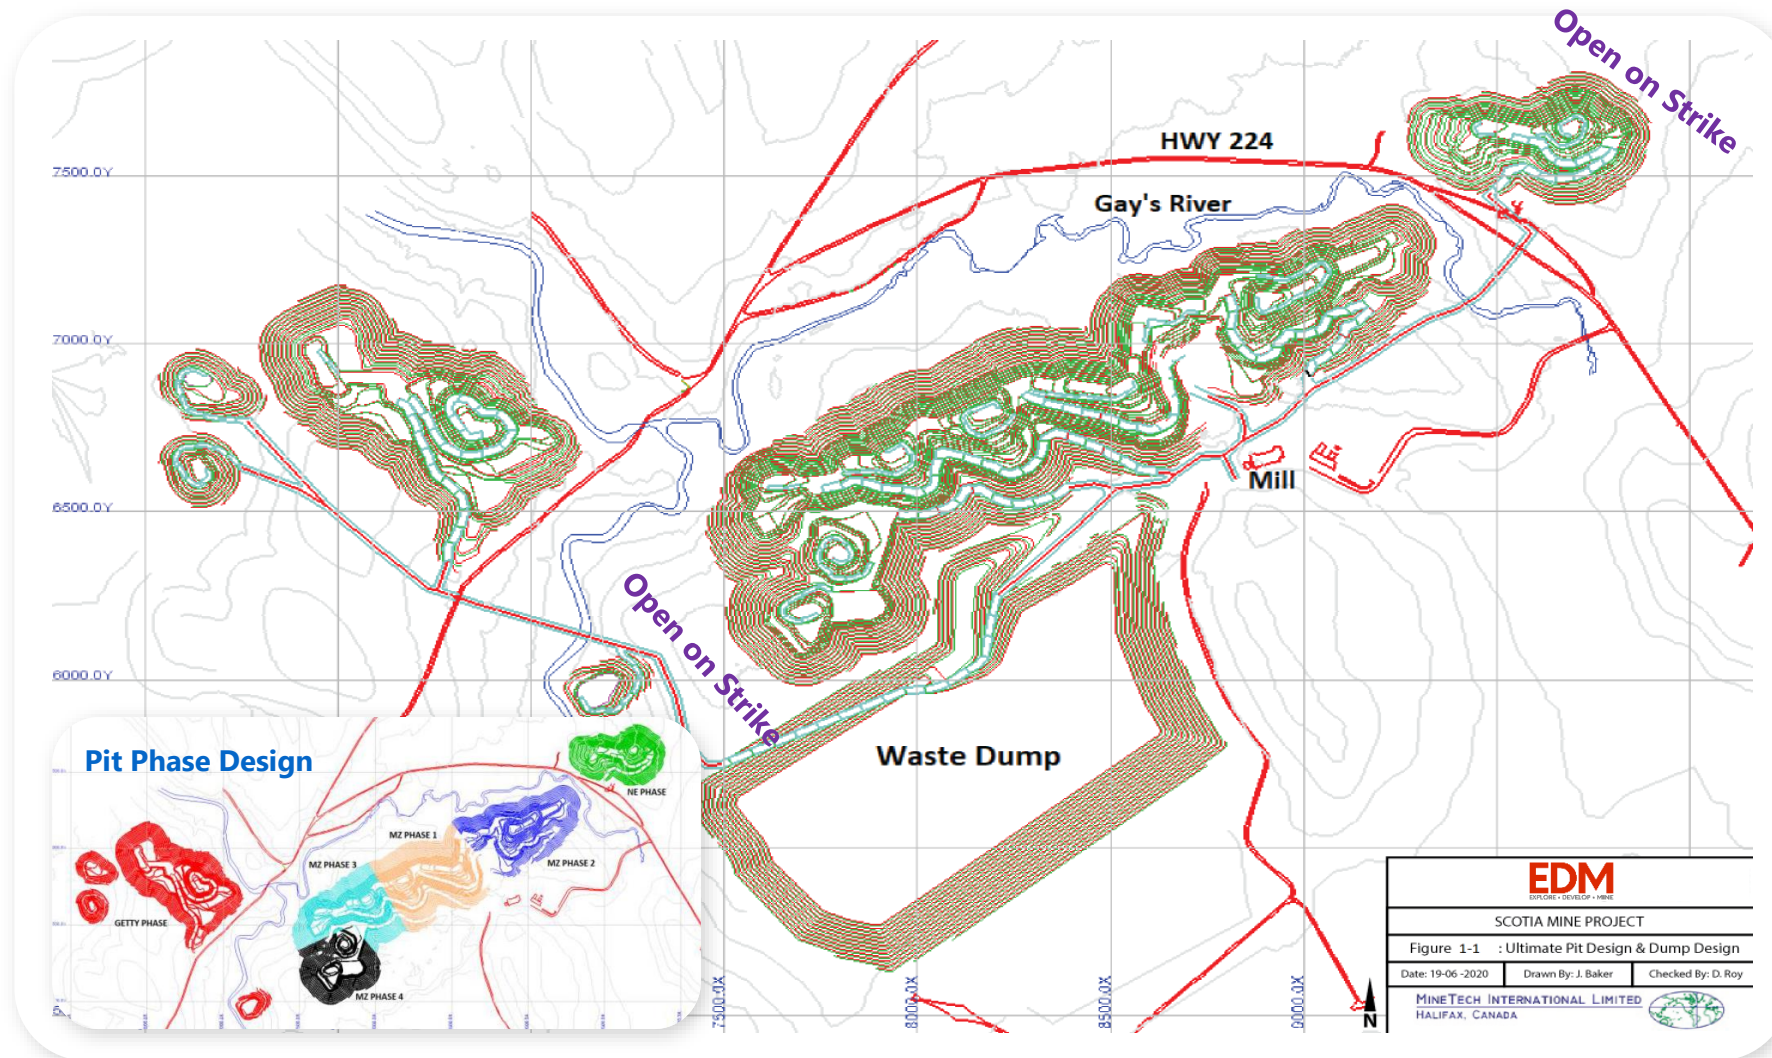 Open on Strike
HWY 224
Gay's River
7500.0Y
7000.0Y
6500.0Y
6000.0Y
Open on Strike
Mill
Waste Dump
7500.0X
8000.0X
8500.0X
9000.0X
N
Pit Phase Design
NE PHASE
MZ PHASE 1
MZ PHASE 2
MZ PHASE 3
GETTY PHASE
MZ PHASE 4
EDM
EXPLORE • DEVELOP • MINE
SCOTIA MINE PROJECT
Figure 1-1 : Ultimate Pit Design & Dump Design
Date: 19-06 -2020 Drawn By: J. Baker Checked By: D. Roy
MINETECH INTERNATIONAL LIMITED
HALIFAX, CANADA